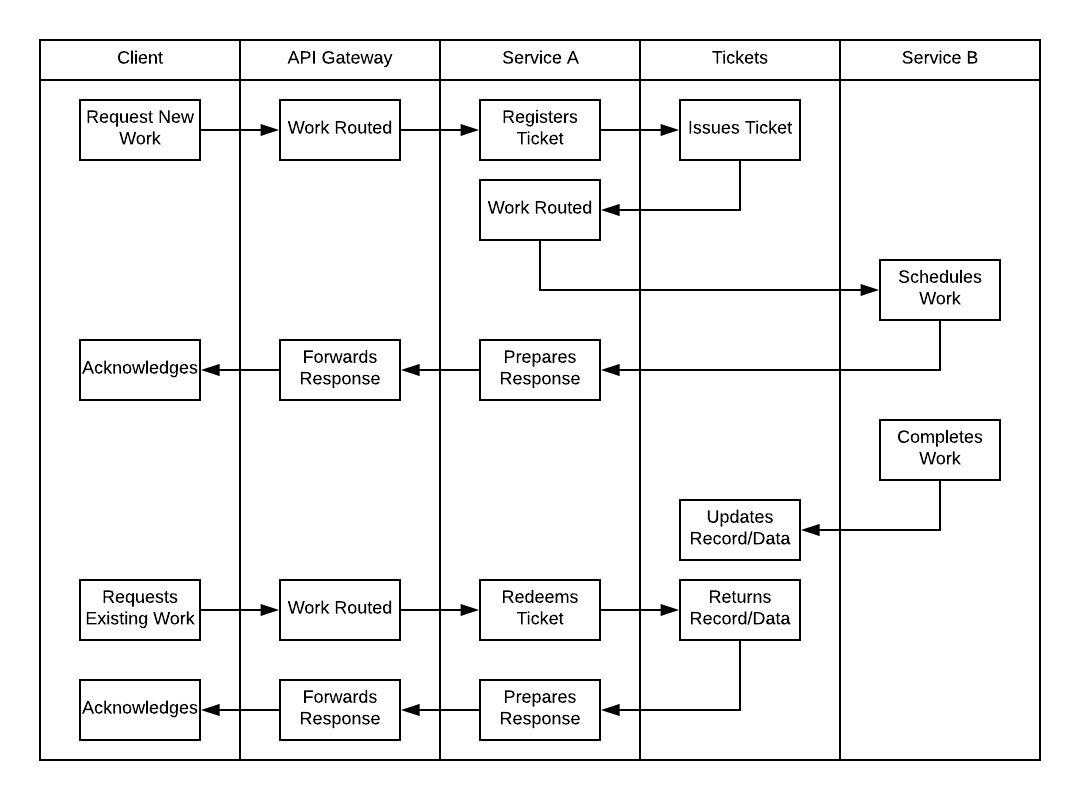 Client
API Gateway
Service A
Tickets
Service B
Request New
Work
Work Routed
Registers
Ticket
Issues Ticket
Work Routed
Schedules
Work
Acknowledges
Forwards
Response
Prepares
Response
Completes
Work
Updates
Record/Data
Requests
Existing Work
Work Routed
Redeems
Ticket
Returns
Record/Data
Acknowledges
Forwards
Response
Prepares
Response